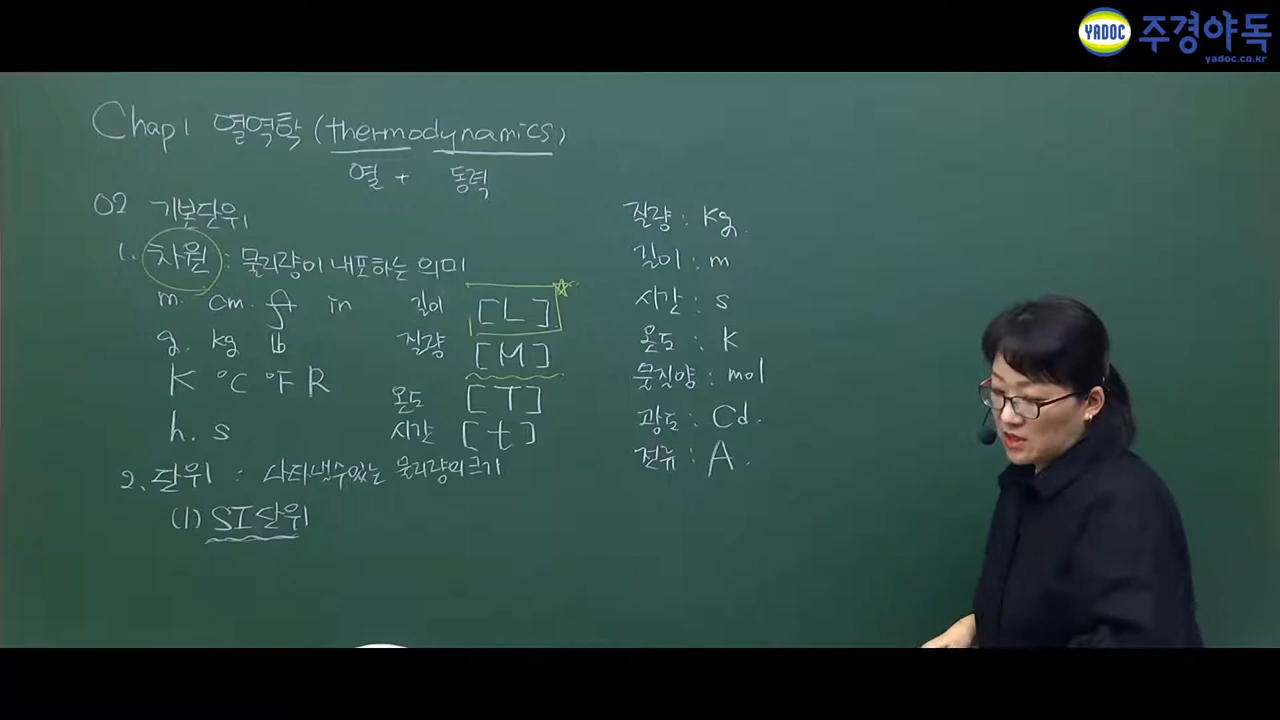 YADOC 주경야독
yadoc.co.kr
Chap1 열역학 (thermodynamics)
열 + 동력
02 기본단위
1. 차원 : 물리량이 내포하는 의미
m. cm. ft in 길이 [L]
g. kg lb 질량 [M]
K °C °F R 온도 [T]
h. s 시간 [t]
2. 단위 : 나타낼수있는 물리량의 크기
(1) SI단위
질량 : kg.
길이 : m
시간 : s
온도 : K
물질양 : mol
광도 : Cd.
전류 : A.